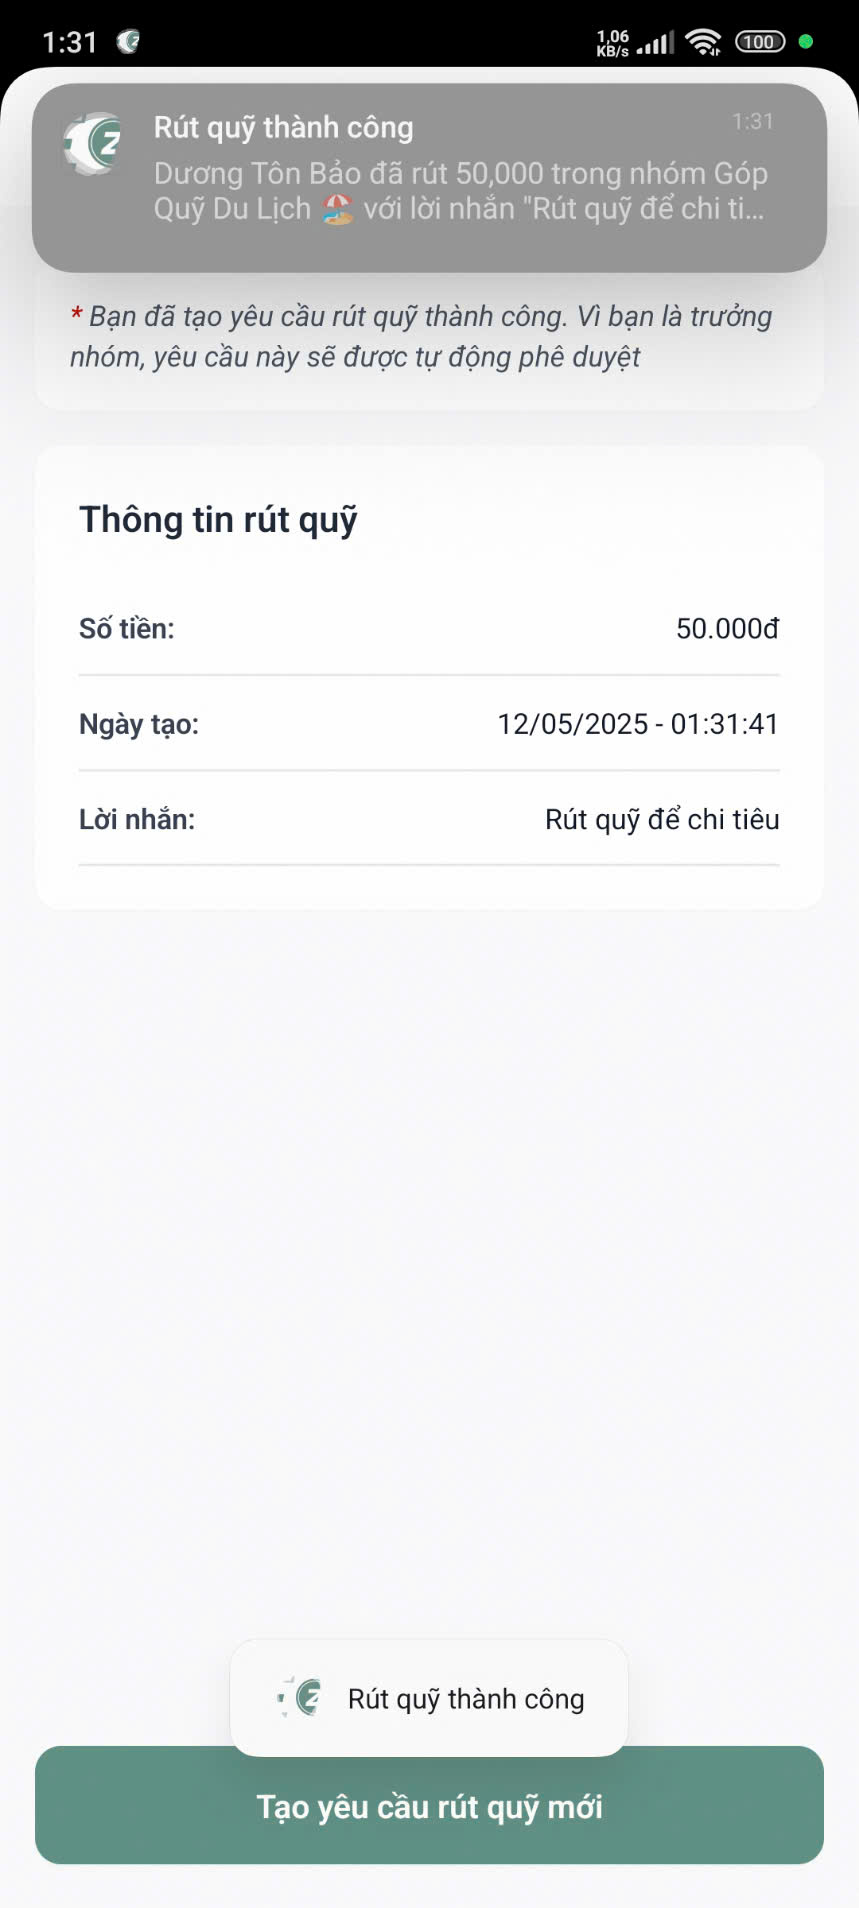 1:31
1,06
KB/s
100
Rút quỹ thành công
1:31
Dương Tôn Bảo đã rút 50,000 trong nhóm Góp
Quỹ Du Lịch 🏖️ với lời nhắn "Rút quỹ để chi ti...
* Bạn đã tạo yêu cầu rút quỹ thành công. Vì bạn là trưởng
nhóm, yêu cầu này sẽ được tự động phê duyệt
Thông tin rút quỹ
Số tiền: 50.000đ
Ngày tạo: 12/05/2025 - 01:31:41
Lời nhắn: Rút quỹ để chi tiêu
Rút quỹ thành công
Tạo yêu cầu rút quỹ mới